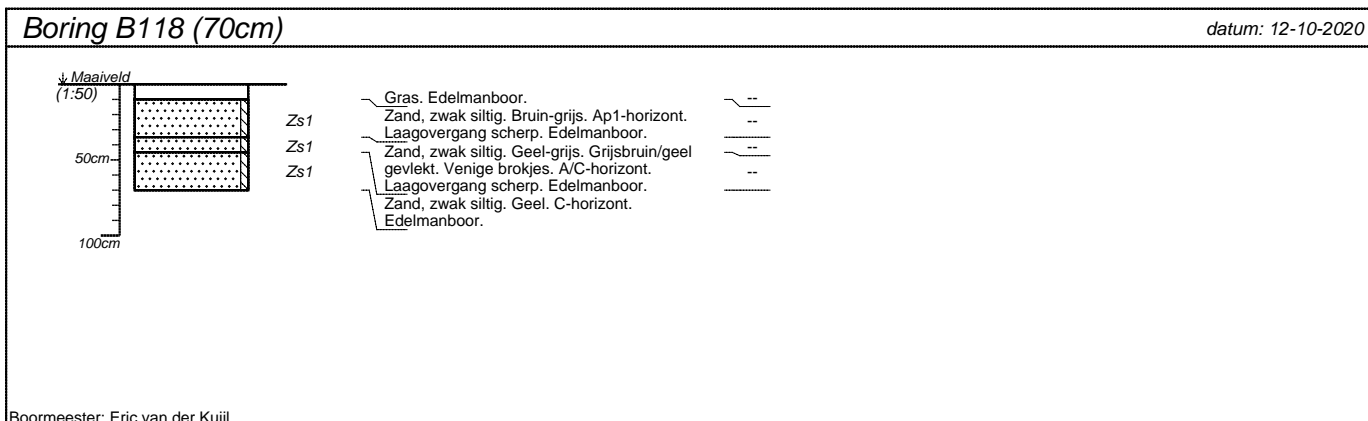 Boring B118 (70cm)
datum: 12-10-2020
Maaiveld
(1:50)
50cm
100cm
Zs1
Zs1
Zs1
Gras. Edelmanboor.
Zand, zwak siltig. Bruin-grijs. Ap1-horizont.
Laagovergang scherp. Edelmanboor.
Zand, zwak siltig. Geel-grijs. Grijsbruin/geel
gevlekt. Venige brokjes. A/C-horizont.
Laagovergang scherp. Edelmanboor.
Zand, zwak siltig. Geel. C-horizont.
Edelmanboor.
--
--
--
--
Boormeester: Eric van der Kuijl